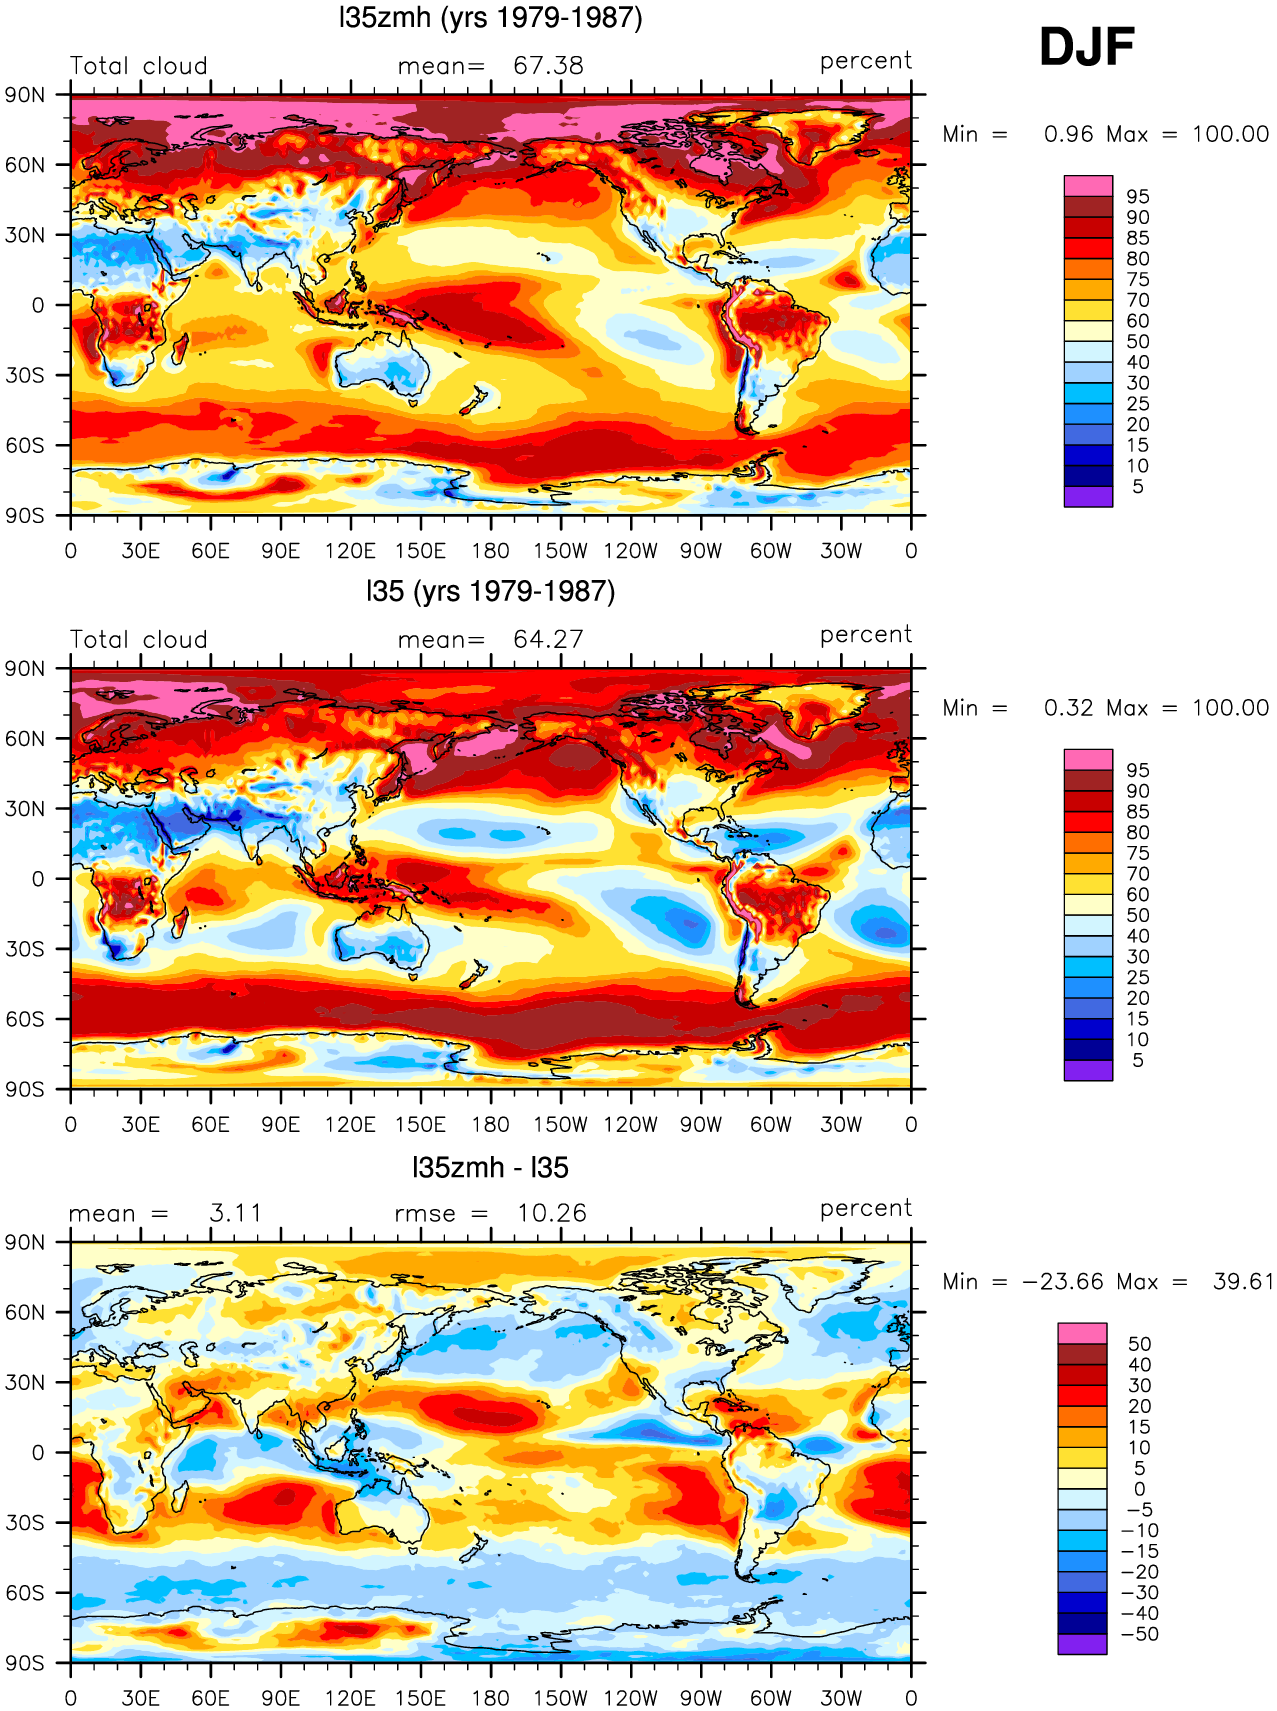 l35zmh (yrs 1979-1987)
DJF
Total cloud mean= 67.38 percent
Min = 0.96 Max = 100.00
90N
60N
30N
0
30S
60S
90S
0 30E 60E 90E 120E 150E 180 150W 120W 90W 60W 30W 0
95
90
85
80
75
70
60
50
40
30
25
20
15
10
5
l35 (yrs 1979-1987)
Total cloud mean= 64.27 percent
Min = 0.32 Max = 100.00
90N
60N
30N
0
30S
60S
90S
0 30E 60E 90E 120E 150E 180 150W 120W 90W 60W 30W 0
95
90
85
80
75
70
60
50
40
30
25
20
15
10
5
l35zmh - l35
mean = 3.11 rmse = 10.26 percent
Min = -23.66 Max = 39.61
90N
60N
30N
0
30S
60S
90S
0 30E 60E 90E 120E 150E 180 150W 120W 90W 60W 30W 0
50
40
30
20
15
10
5
0
-5
-10
-15
-20
-30
-40
-50